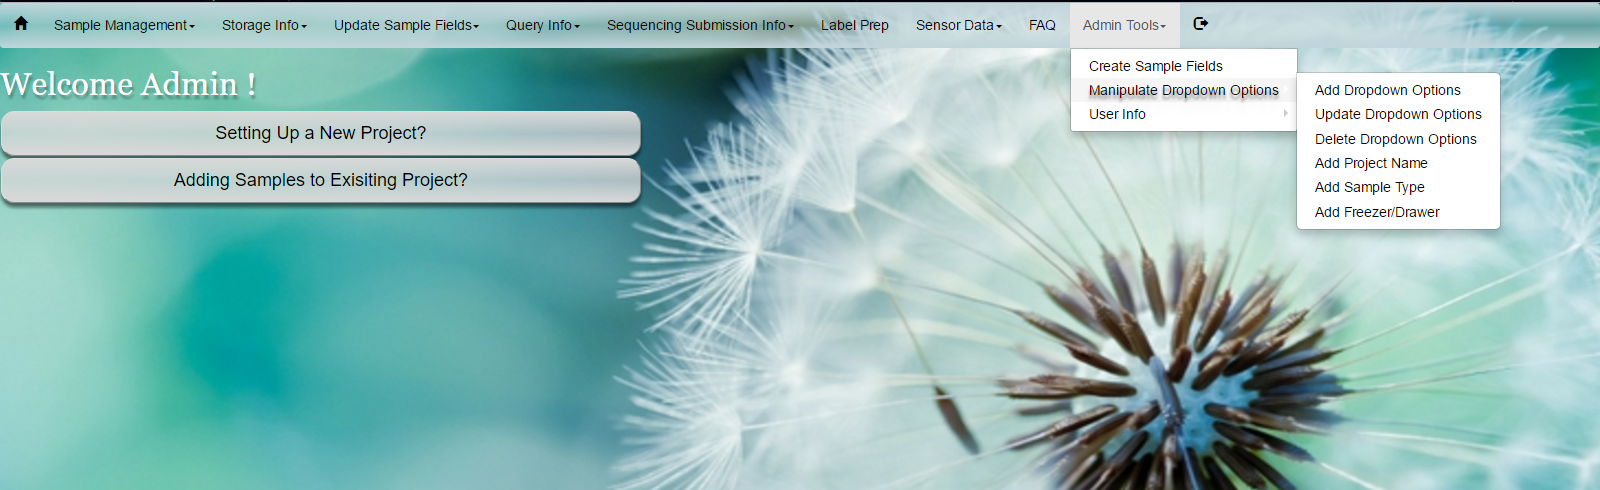 Sample Management Storage Info Update Sample Fields Query Info Sequencing Submission Info Label Prep Sensor Data FAQ Admin Tools
Welcome Admin !
Setting Up a New Project?
Adding Samples to Exisiting Project?
Create Sample Fields
Manipulate Dropdown Options
User Info
Add Dropdown Options
Update Dropdown Options
Delete Dropdown Options
Add Project Name
Add Sample Type
Add Freezer/Drawer